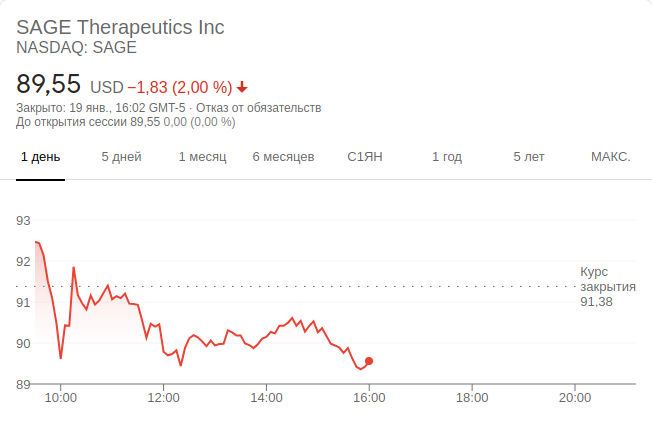 SAGE Therapeutics Inc
NASDAQ: SAGE
89,55 USD −1,83 (2,00 %)
Закрыто: 19 янв., 16:02 GMT-5 · Отказ от обязательств
До открытия сессии 89,55 0,00 (0,00 %)
1 день 5 дней 1 месяц 6 месяцев С1ЯН 1 год 5 лет МАКС.
93
92
Курс
закрытия
91,38
91
90
89
10:00 12:00 14:00 16:00 18:00 20:00